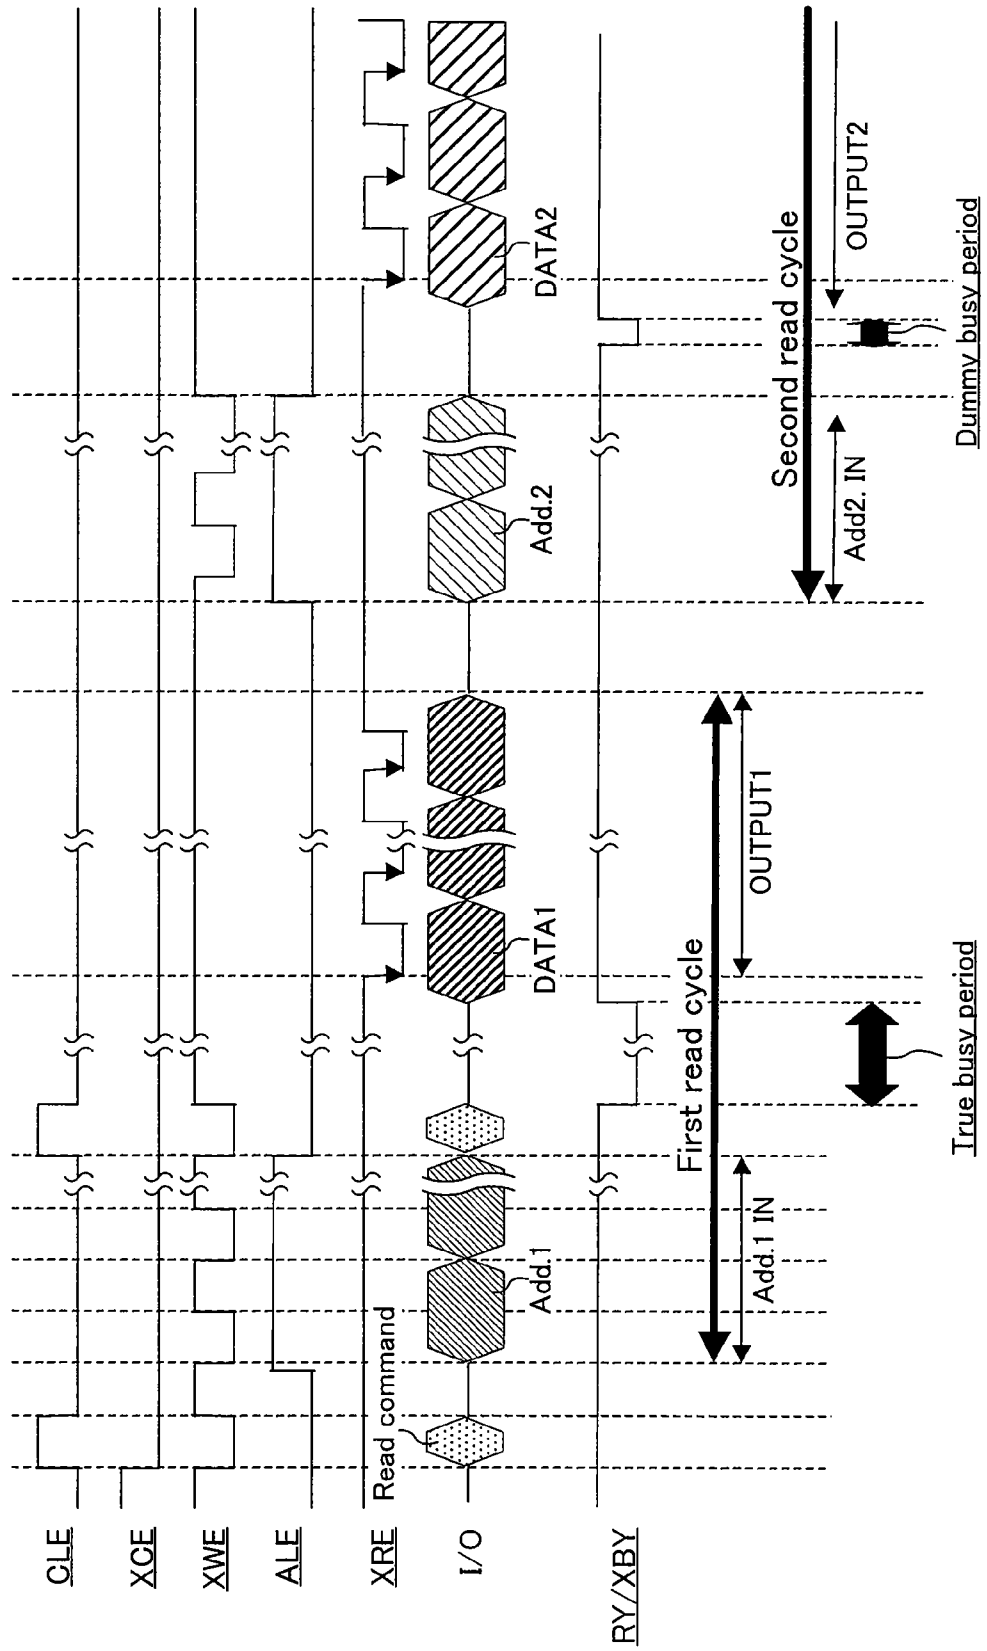 CLE
XCE
XWE
ALE
XRE
Read command
I/O
Add.1
DATA1
Add.2
DATA2
RY/XBY
First read cycle
Second read cycle
Add.1 IN
OUTPUT1
Add2. IN
OUTPUT2
True busy period
Dummy busy period